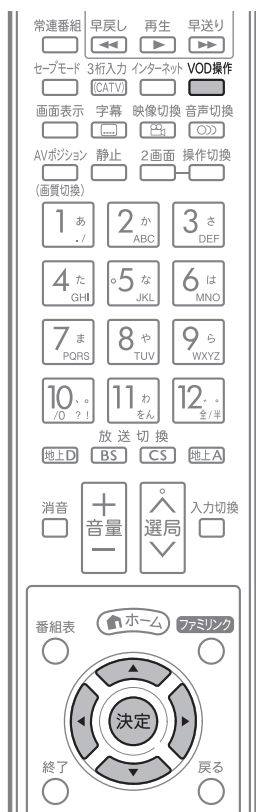 常連番組 早戻し 再生 早送り
セーブモード 3桁入力 インターネット VOD操作
(CATV)
画面表示 字幕 映像切換 音声切換
AVポジション 静止 2画面 操作切換
(画質切換)
1 あ ./ 2 か ABC 3 さ DEF
4 た GHI 5 な JKL 6 は MNO
7 ま PQRS 8 や TUV 9 ら WXYZ
10 、。 /0 ?! 11 わ をん 12 ゛゜ 全/半
放送切換
地上D BS CS 地上A
消音 + 音量 − 選局 入力切換
番組表 ホーム ファミリンク
決定
終了 戻る